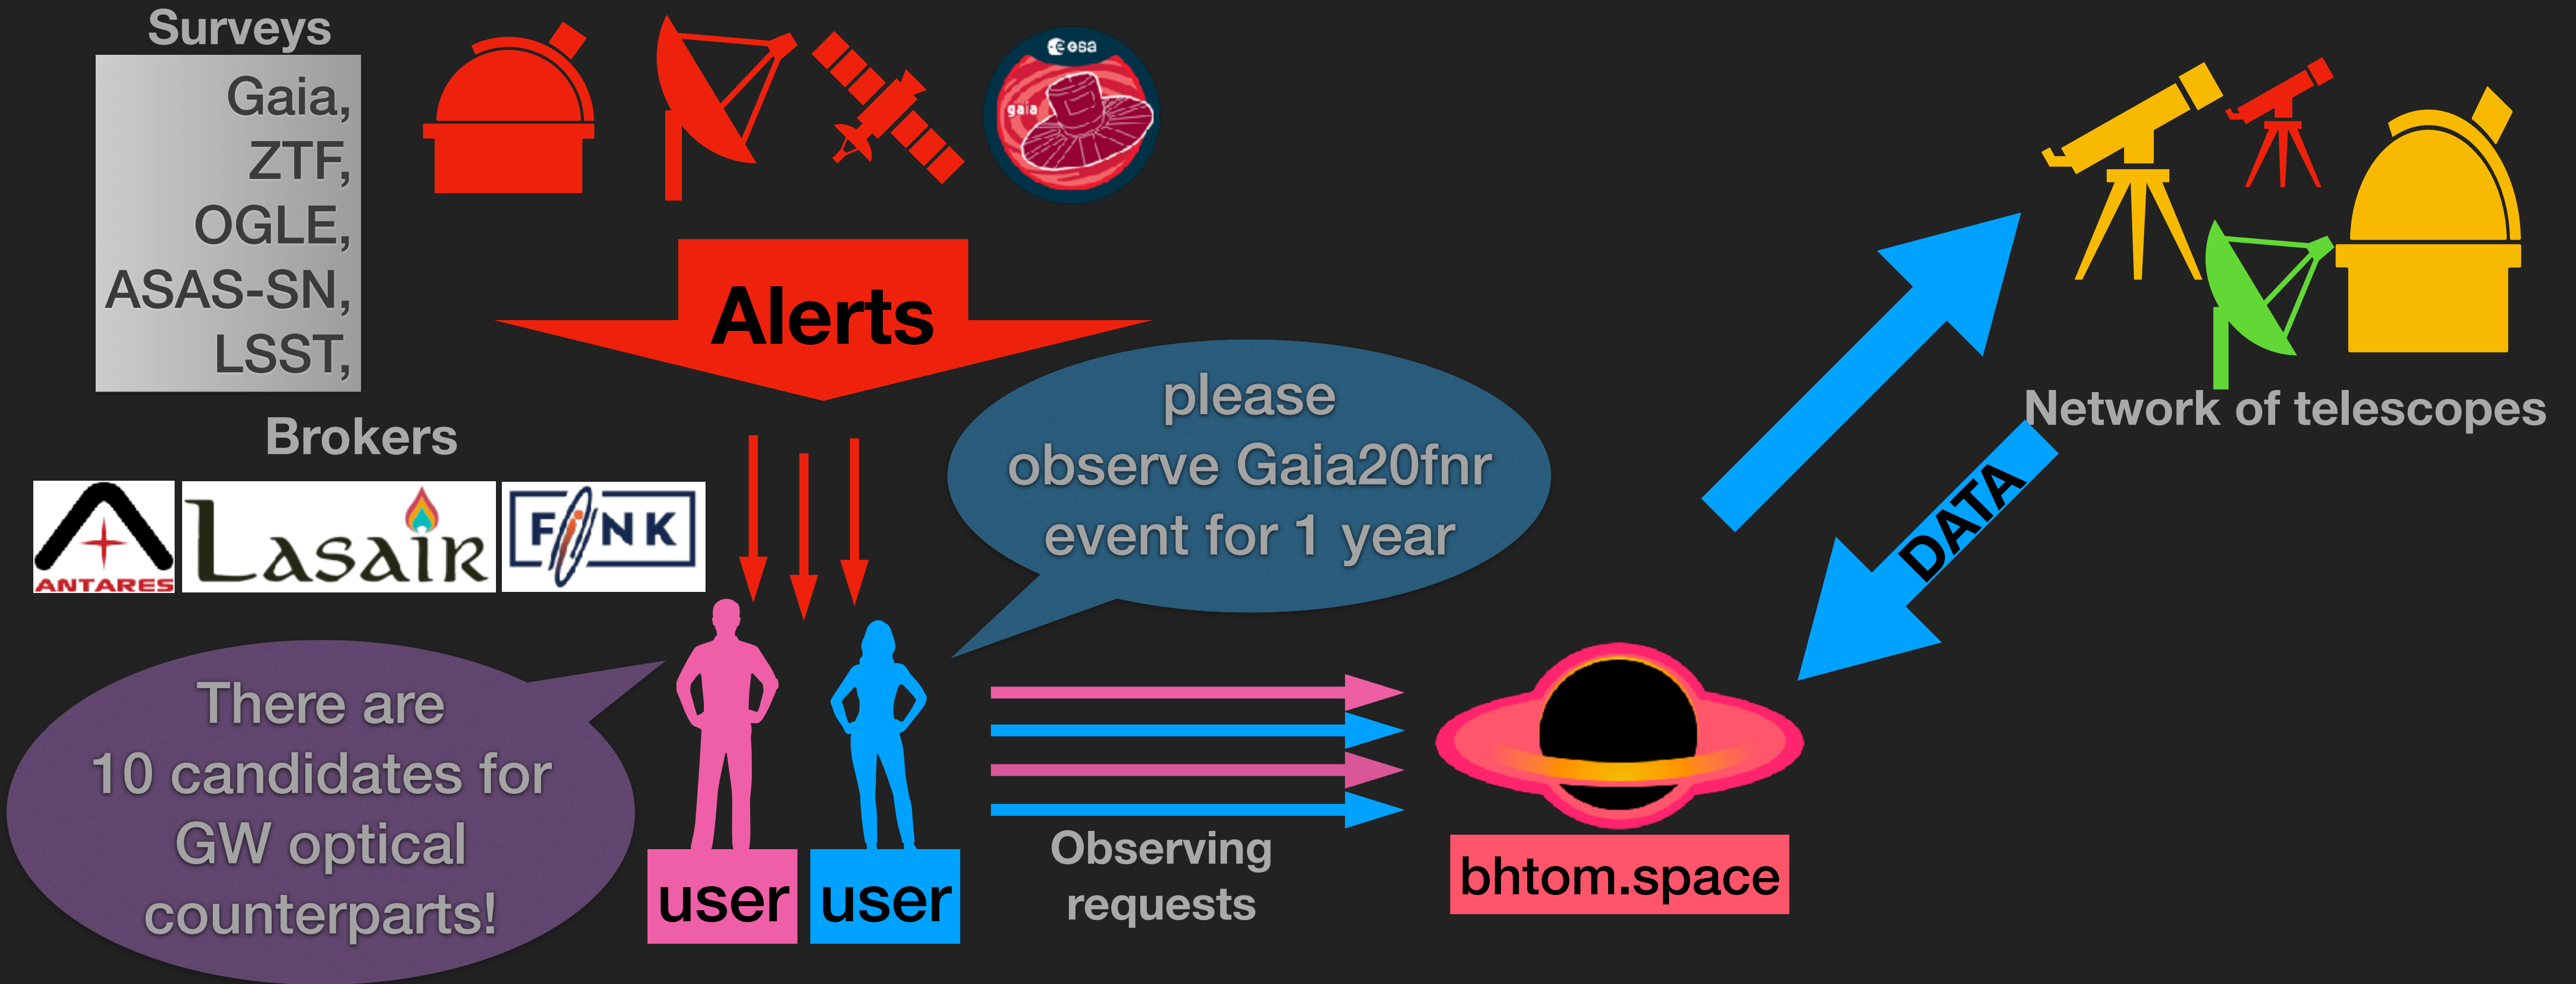 Surveys
Gaia,
ZTF,
OGLE,
ASAS-SN,
LSST,
esa
gaia
Alerts
Brokers
ANTARES
LASAIR
FINK
please
observe Gaia20fnr
event for 1 year
Network of telescopes
DATA
There are
10 candidates for
GW optical
counterparts!
user
user
Observing
requests
bhtom.space